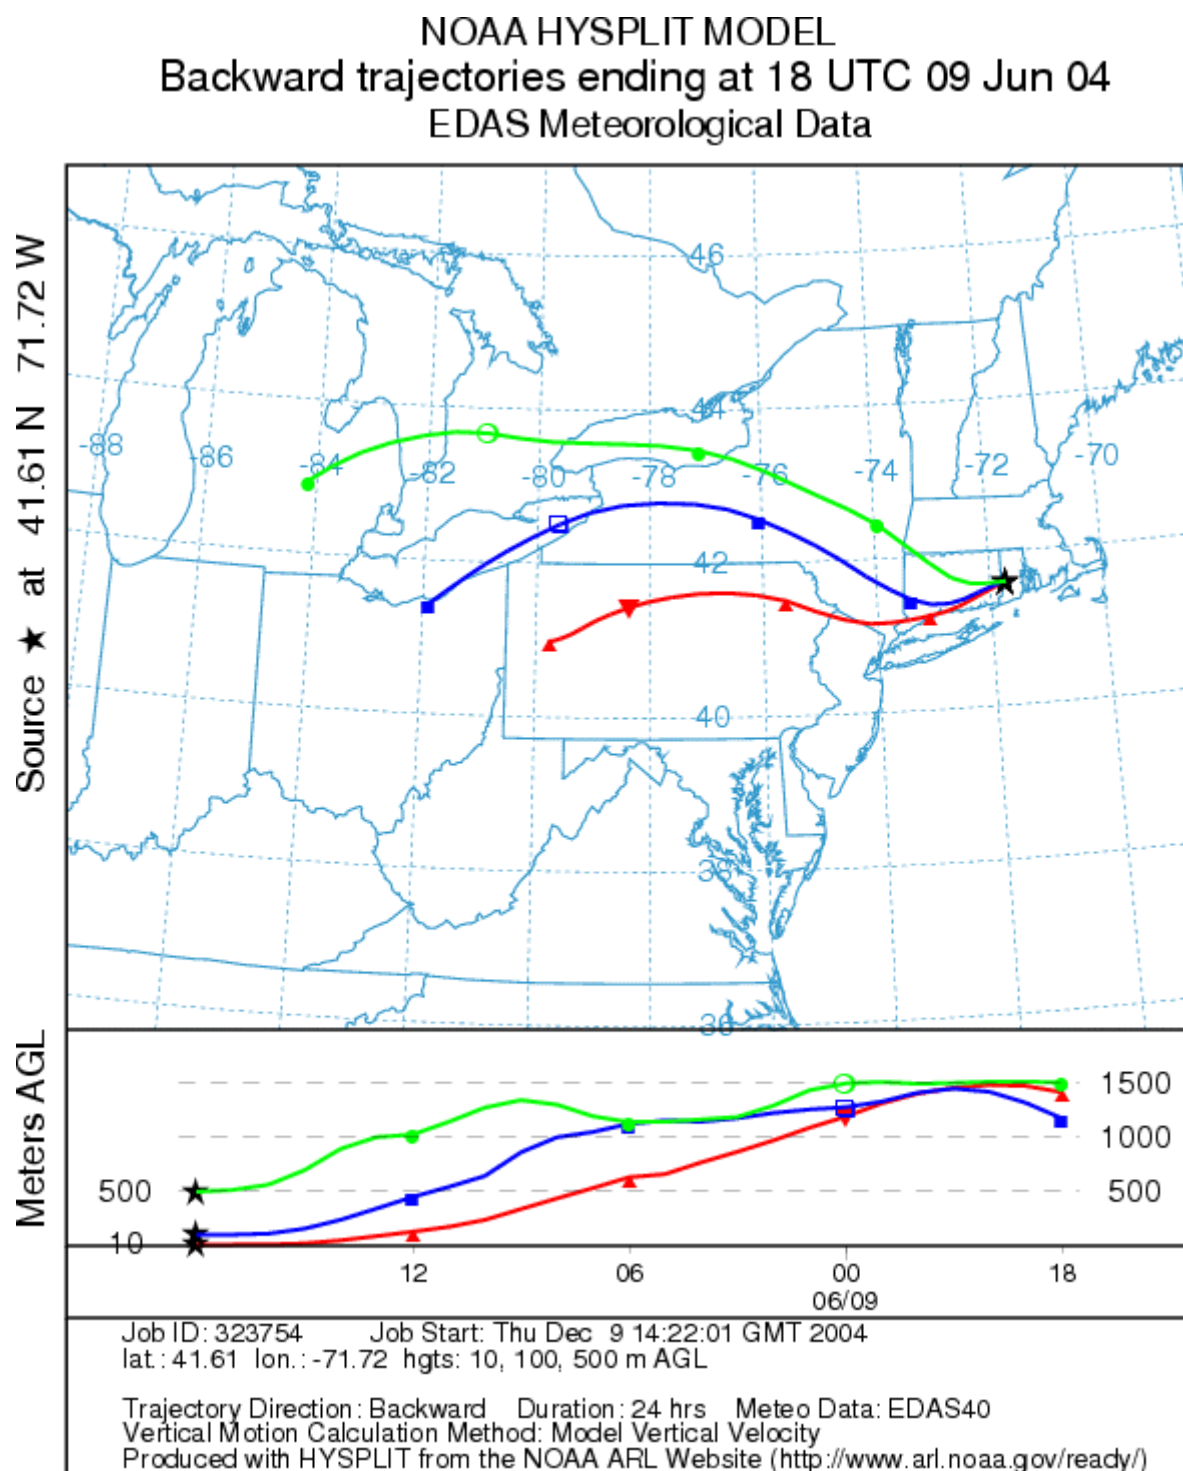 NOAA HYSPLIT MODEL
Backward trajectories ending at 18 UTC 09 Jun 04
EDAS Meteorological Data
Source ★ at 41.61 N 71.72 W
46
44
-88
-86
-84
-82
-80
-78
-76
-74
-72
-70
42
40
38
36
Meters AGL
1500
1000
500
500
10
12
06
00
18
06/09
Job ID: 323754 Job Start: Thu Dec 9 14:22:01 GMT 2004
lat.: 41.61 lon.: -71.72 hgts: 10, 100, 500 m AGL
Trajectory Direction: Backward Duration: 24 hrs Meteo Data: EDAS40
Vertical Motion Calculation Method: Model Vertical Velocity
Produced with HYSPLIT from the NOAA ARL Website (http://www.arl.noaa.gov/ready/)